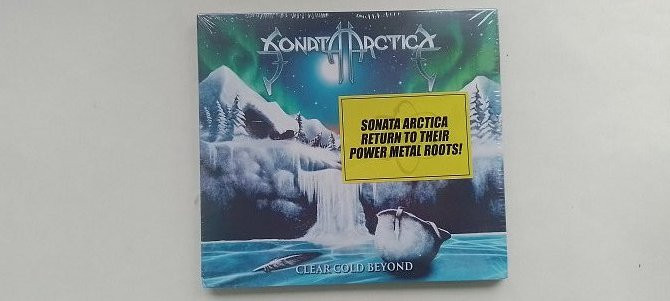 SONATA ARCTICA
SONATA ARCTICA
RETURN TO THEIR
POWER METAL ROOTS!
CLEAR COLD BEYOND